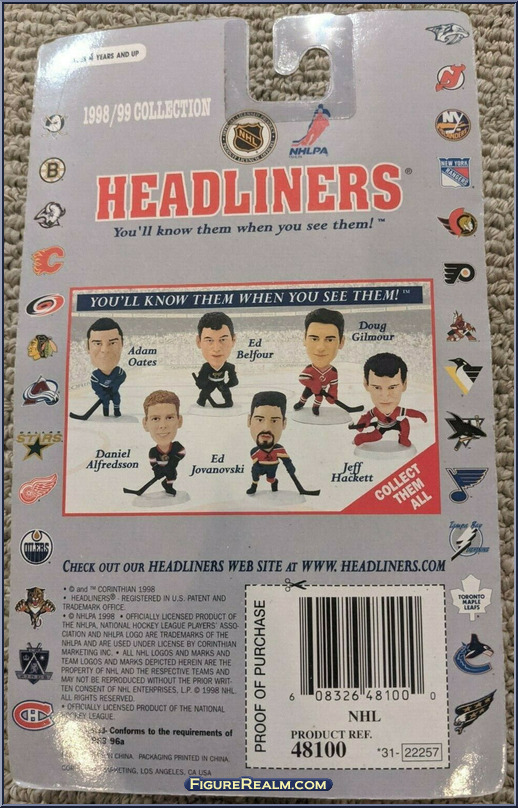 4 YEARS AND UP
1998/99 COLLECTION
NHL
NHLPA
HEADLINERS®
You'll know them when you see them! ™
YOU'LL KNOW THEM WHEN YOU SEE THEM! ™
Adam
Oates
Ed
Belfour
Doug
Gilmour
Daniel
Alfredsson
Ed
Jovanovski
Jeff
Hackett
COLLECT
THEM
ALL
B
STARS
OILERS
NY
NEW YORK
RANGERS
Tampa Bay
Lightning
TORONTO
MAPLE
LEAFS
CHECK OUT OUR HEADLINERS WEB SITE AT WWW. HEADLINERS.COM
• © and ™ CORINTHIAN 1998
• HEADLINERS® - REGISTERED IN U.S. PATENT AND
TRADEMARK OFFICE.
• © NHLPA 1998 • OFFICIALLY LICENSED PRODUCT OF
THE NHLPA, NATIONAL HOCKEY LEAGUE PLAYERS' ASSO-
CIATION AND NHLPA LOGO ARE TRADEMARKS OF THE
NHLPA AND ARE USED UNDER LICENSE BY CORINTHIAN
MARKETING INC. • ALL NHL LOGOS AND MARKS AND
TEAM LOGOS AND MARKS DEPICTED HEREIN ARE THE
PROPERTY OF NHL AND THE RESPECTIVE TEAMS AND
MAY NOT BE REPRODUCED WITHOUT THE PRIOR WRIT-
TEN CONSENT OF NHL ENTERPRISES, L.P. © 1998 NHL.
ALL RIGHTS RESERVED.
• OFFICIALLY LICENSED PRODUCT OF THE NATIONAL
LEAGUE.
Conforms to the requirements of
96a
IN CHINA. PACKAGING PRINTED IN CHINA.
MARKETING, LOS ANGELES, CA USA
PROOF OF PURCHASE
6 08326 48100 0
NHL
PRODUCT REF.
48100
*31- 22257
FIGUREREALM.COM